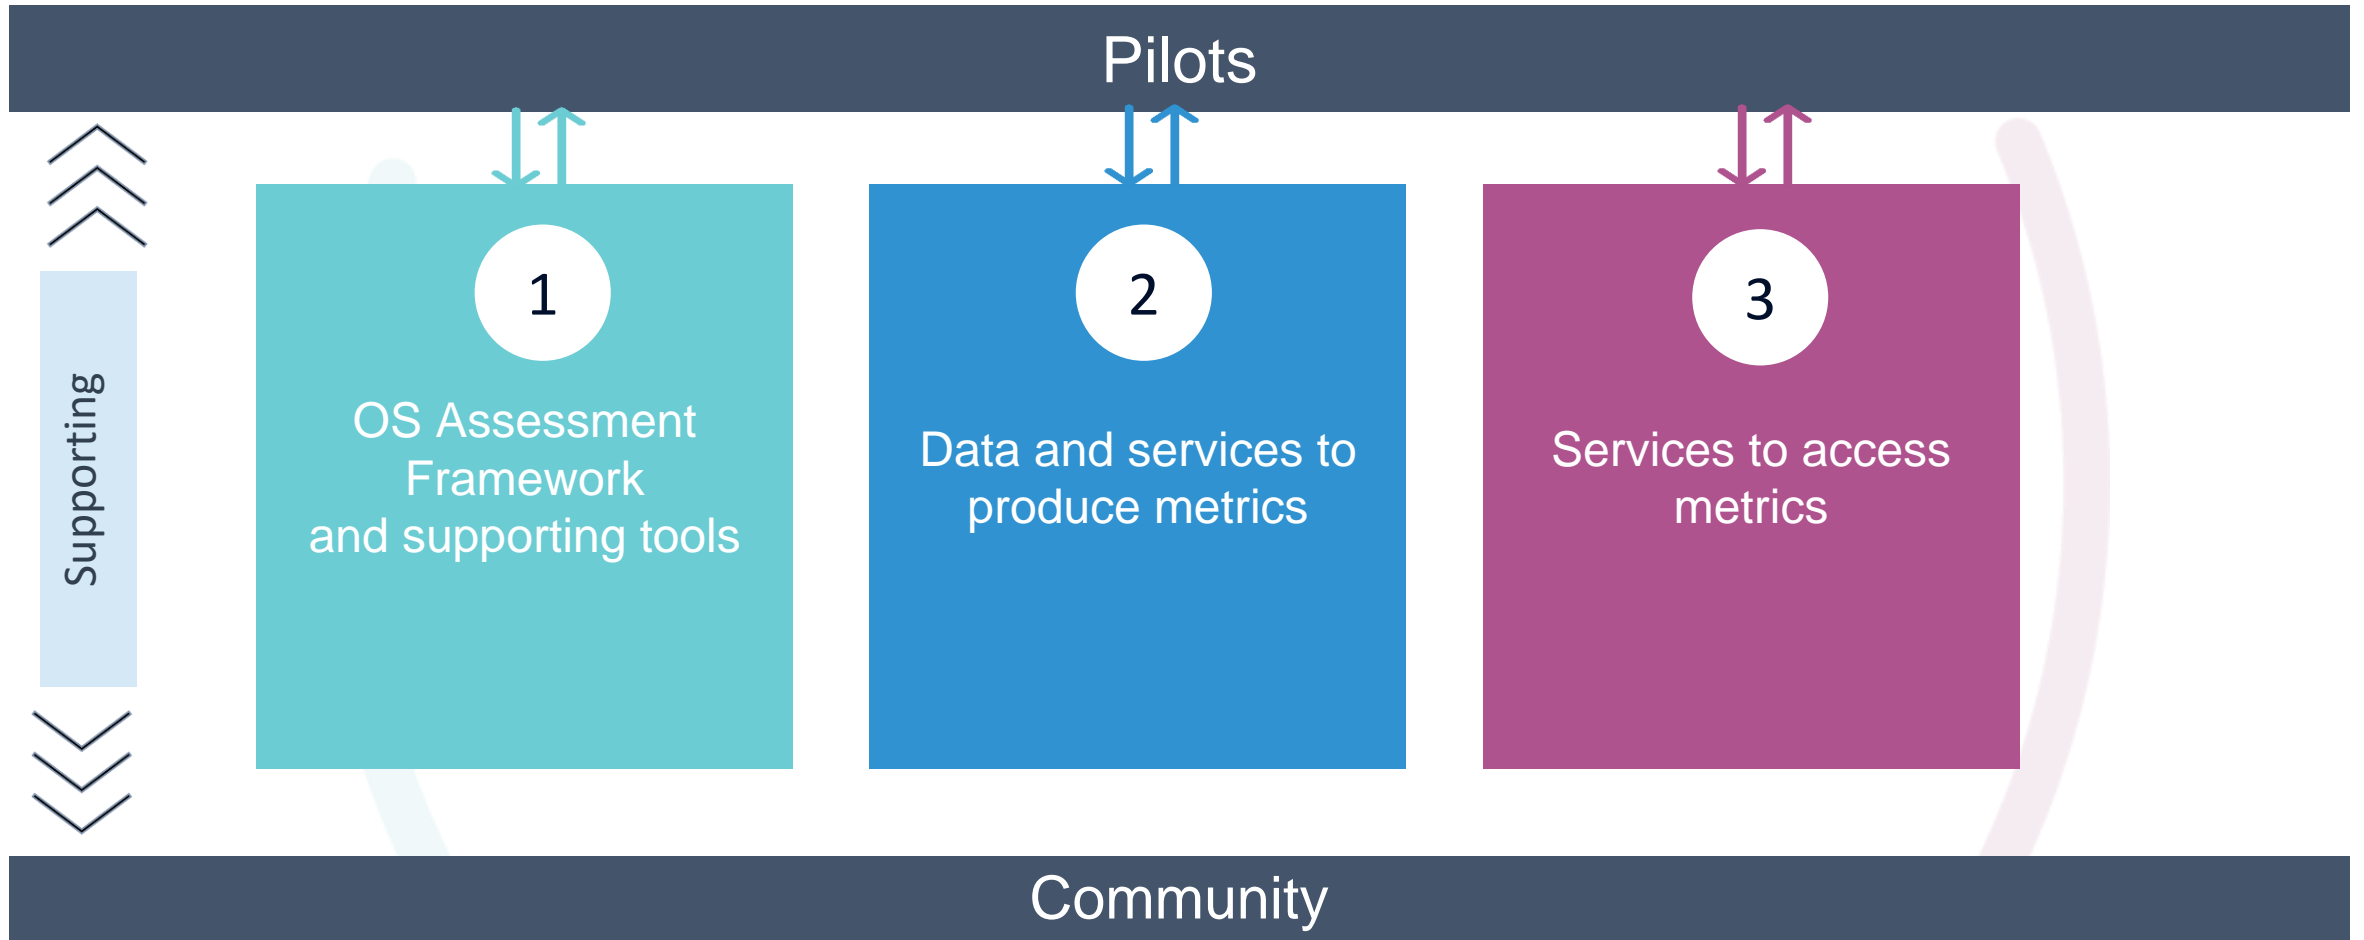 Pilots
Supporting
1
OS Assessment
Framework
and supporting tools
2
Data and services to
produce metrics
3
Services to access
metrics
Community